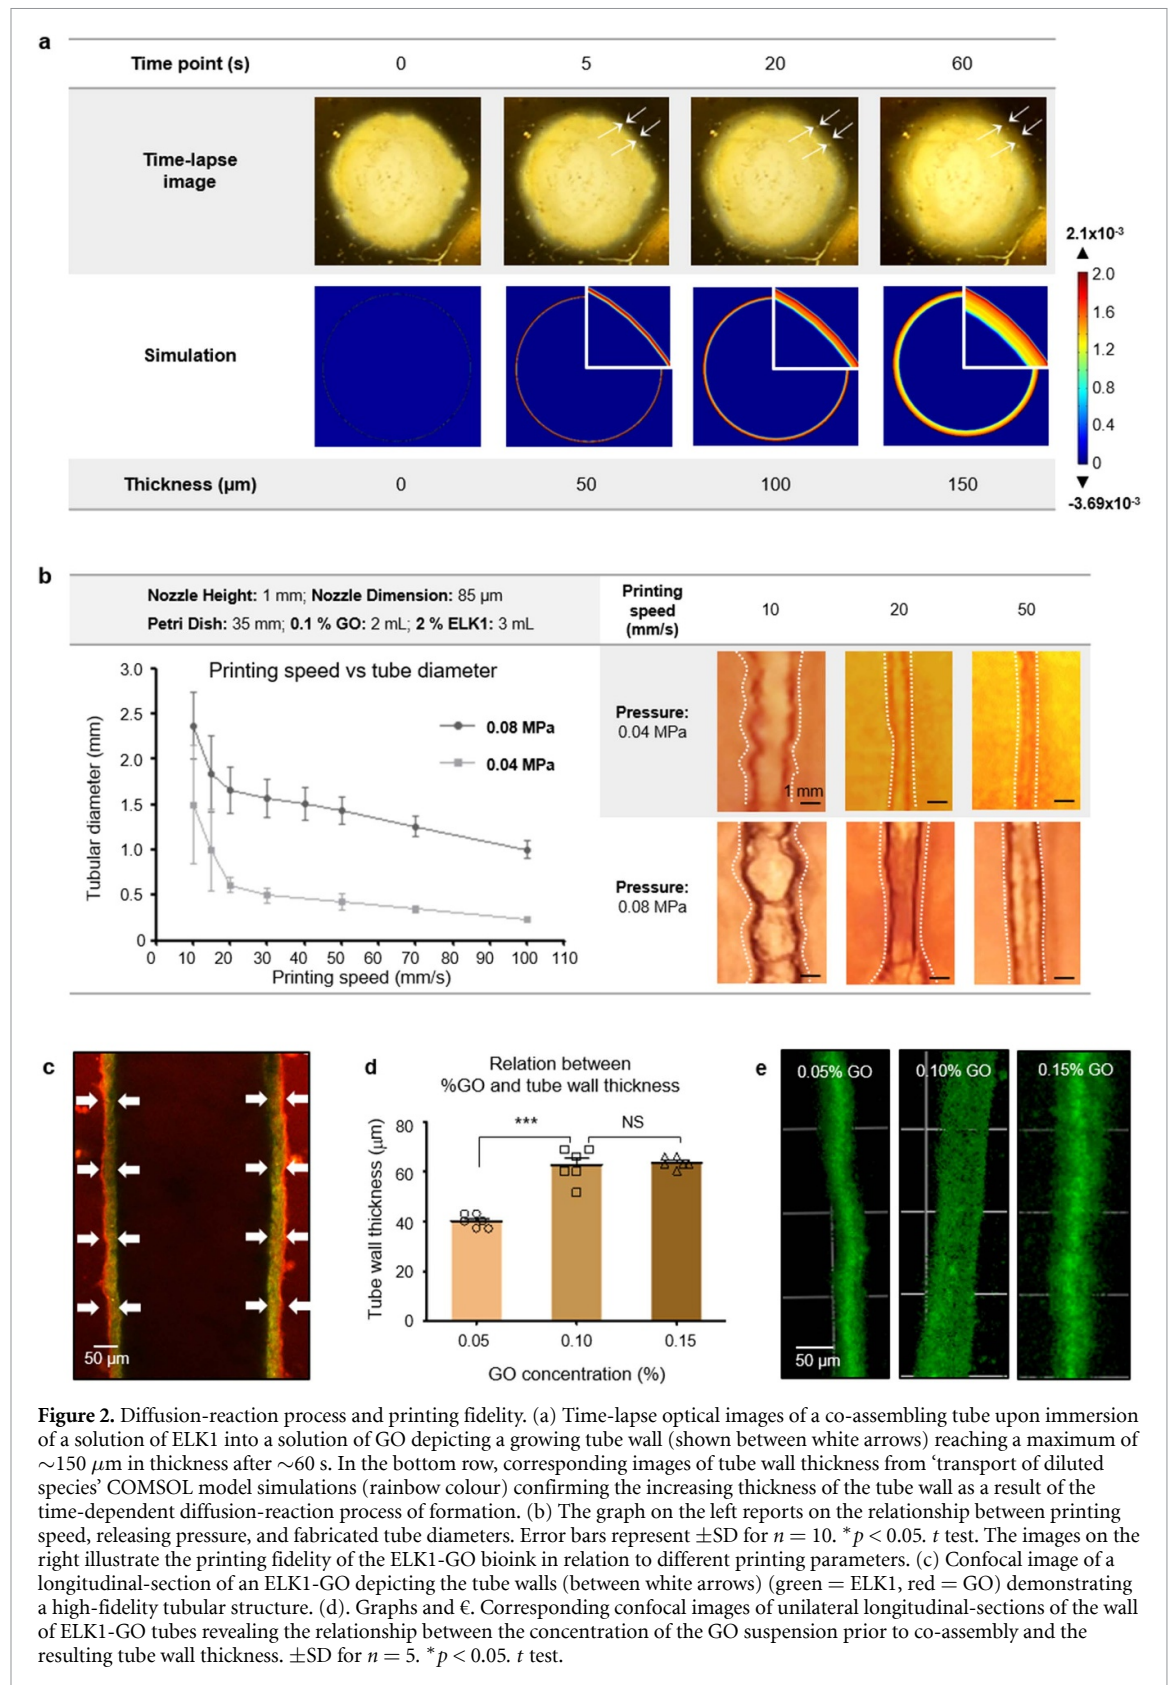 a
Time point (s) 0 5 20 60
Time-lapse
image
2.1x10⁻³
2.0
1.6
1.2
0.8
0.4
0
-3.69x10⁻³
Simulation
Thickness (µm) 0 50 100 150
b
Nozzle Height: 1 mm; Nozzle Dimension: 85 µm
Petri Dish: 35 mm; 0.1 % GO: 2 mL; 2 % ELK1: 3 mL
Printing speed vs tube diameter
Tubular diameter (mm)
3.0
2.5
2.0
1.5
1.0
0.5
0
0.08 MPa
0.04 MPa
0 10 20 30 40 50 60 70 80 90 100 110
Printing speed (mm/s)
Printing
speed
(mm/s)
10 20 50
Pressure:
0.04 MPa
1 mm
Pressure:
0.08 MPa
c
50 µm
d
Relation between
%GO and tube wall thickness
Tube wall thickness (µm)
80
60
40
20
0
*** NS
0.05 0.10 0.15
GO concentration (%)
e
0.05% GO 0.10% GO 0.15% GO
50 µm
Figure 2. Diffusion-reaction process and printing fidelity. (a) Time-lapse optical images of a co-assembling tube upon immersion
of a solution of ELK1 into a solution of GO depicting a growing tube wall (shown between white arrows) reaching a maximum of
∼150 µm in thickness after ∼60 s. In the bottom row, corresponding images of tube wall thickness from ‘transport of diluted
species’ COMSOL model simulations (rainbow colour) confirming the increasing thickness of the tube wall as a result of the
time-dependent diffusion-reaction process of formation. (b) The graph on the left reports on the relationship between printing
speed, releasing pressure, and fabricated tube diameters. Error bars represent ±SD for n = 10. *p < 0.05. t test. The images on the
right illustrate the printing fidelity of the ELK1-GO bioink in relation to different printing parameters. (c) Confocal image of a
longitudinal-section of an ELK1-GO depicting the tube walls (between white arrows) (green = ELK1, red = GO) demonstrating
a high-fidelity tubular structure. (d). Graphs and €. Corresponding confocal images of unilateral longitudinal-sections of the wall
of ELK1-GO tubes revealing the relationship between the concentration of the GO suspension prior to co-assembly and the
resulting tube wall thickness. ±SD for n = 5. *p < 0.05. t test.